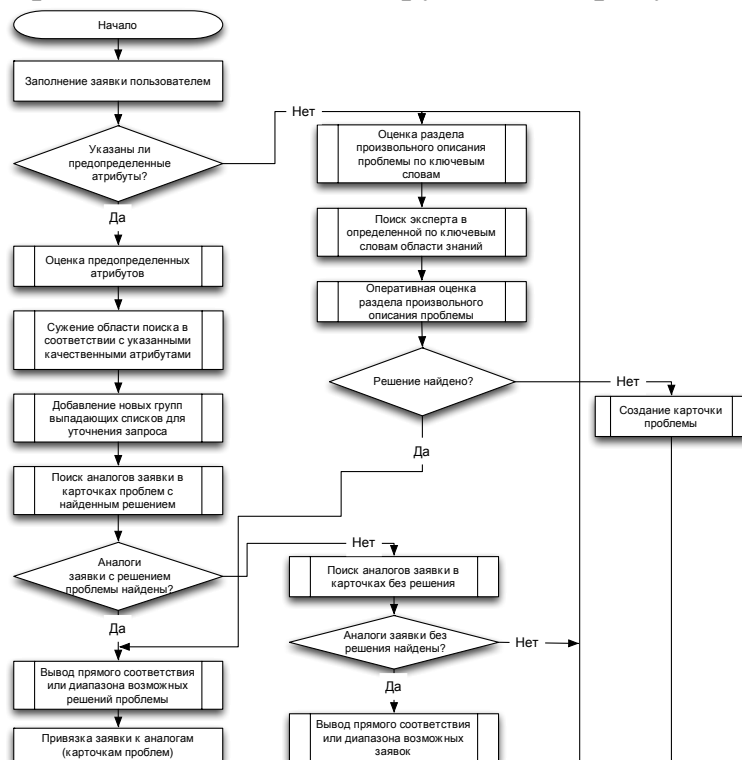 Начало
Заполнение заявки пользователем
Указаны ли
предопределенные
атрибуты?
Нет
Да
Оценка раздела
произвольного описания
проблемы по ключевым
словам
Поиск эксперта в
определенной по ключевым
словам области знаний
Оперативная оценка
раздела произвольного
описания проблемы
Решение найдено?
Нет
Да
Создание карточки
проблемы
Оценка предопределенных
атрибутов
Сужение области поиска в
соответствии с указанными
качественными атрибутами
Добавление новых групп
выпадающих списков для
уточнения запроса
Поиск аналогов заявки в
карточках проблем с
найденным решением
Аналоги
заявки с решением
проблемы найдены?
Нет
Да
Поиск аналогов заявки в
карточках без решения
Аналоги заявки без
решения найдены?
Нет
Да
Вывод прямого соответствия
или диапазона возможных
решений проблемы
Привязка заявки к аналогам
(карточкам проблем)
Вывод прямого соответствия
или диапазона возможных
заявок